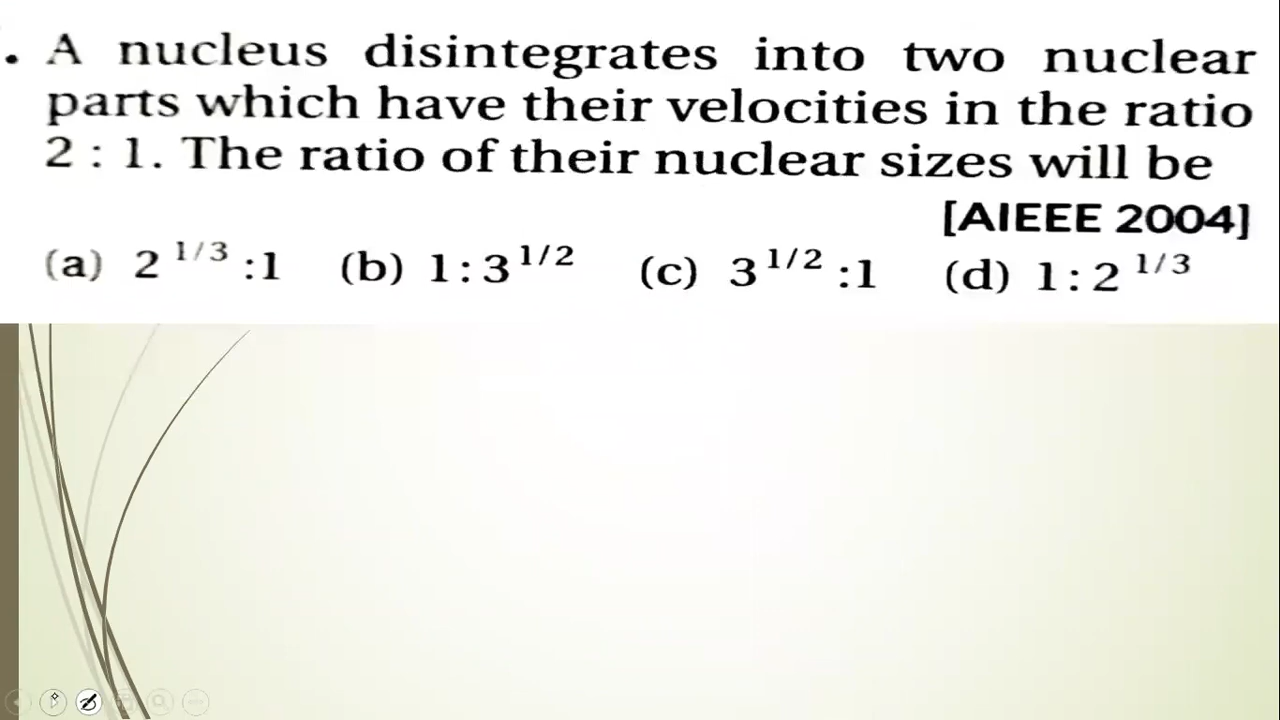 . A nucleus disintegrates into two nuclear
parts which have their velocities in the ratio
2 : 1. The ratio of their nuclear sizes will be
[AIEEE 2004]
(a) 2^{1/3} :1 (b) 1:3^{1/2} (c) 3^{1/2} :1 (d) 1:2^{1/3}